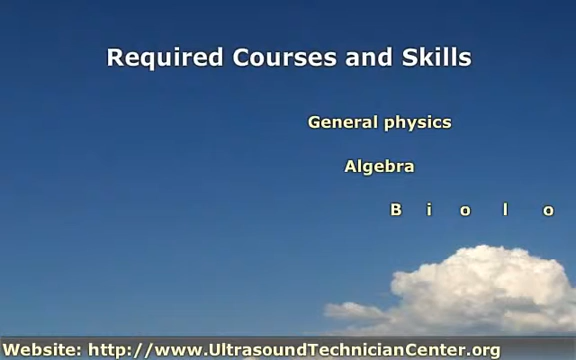 Required Courses and Skills
General physics
Algebra
B i o l o
Website: http://www.UltrasoundTechnicianCenter.org